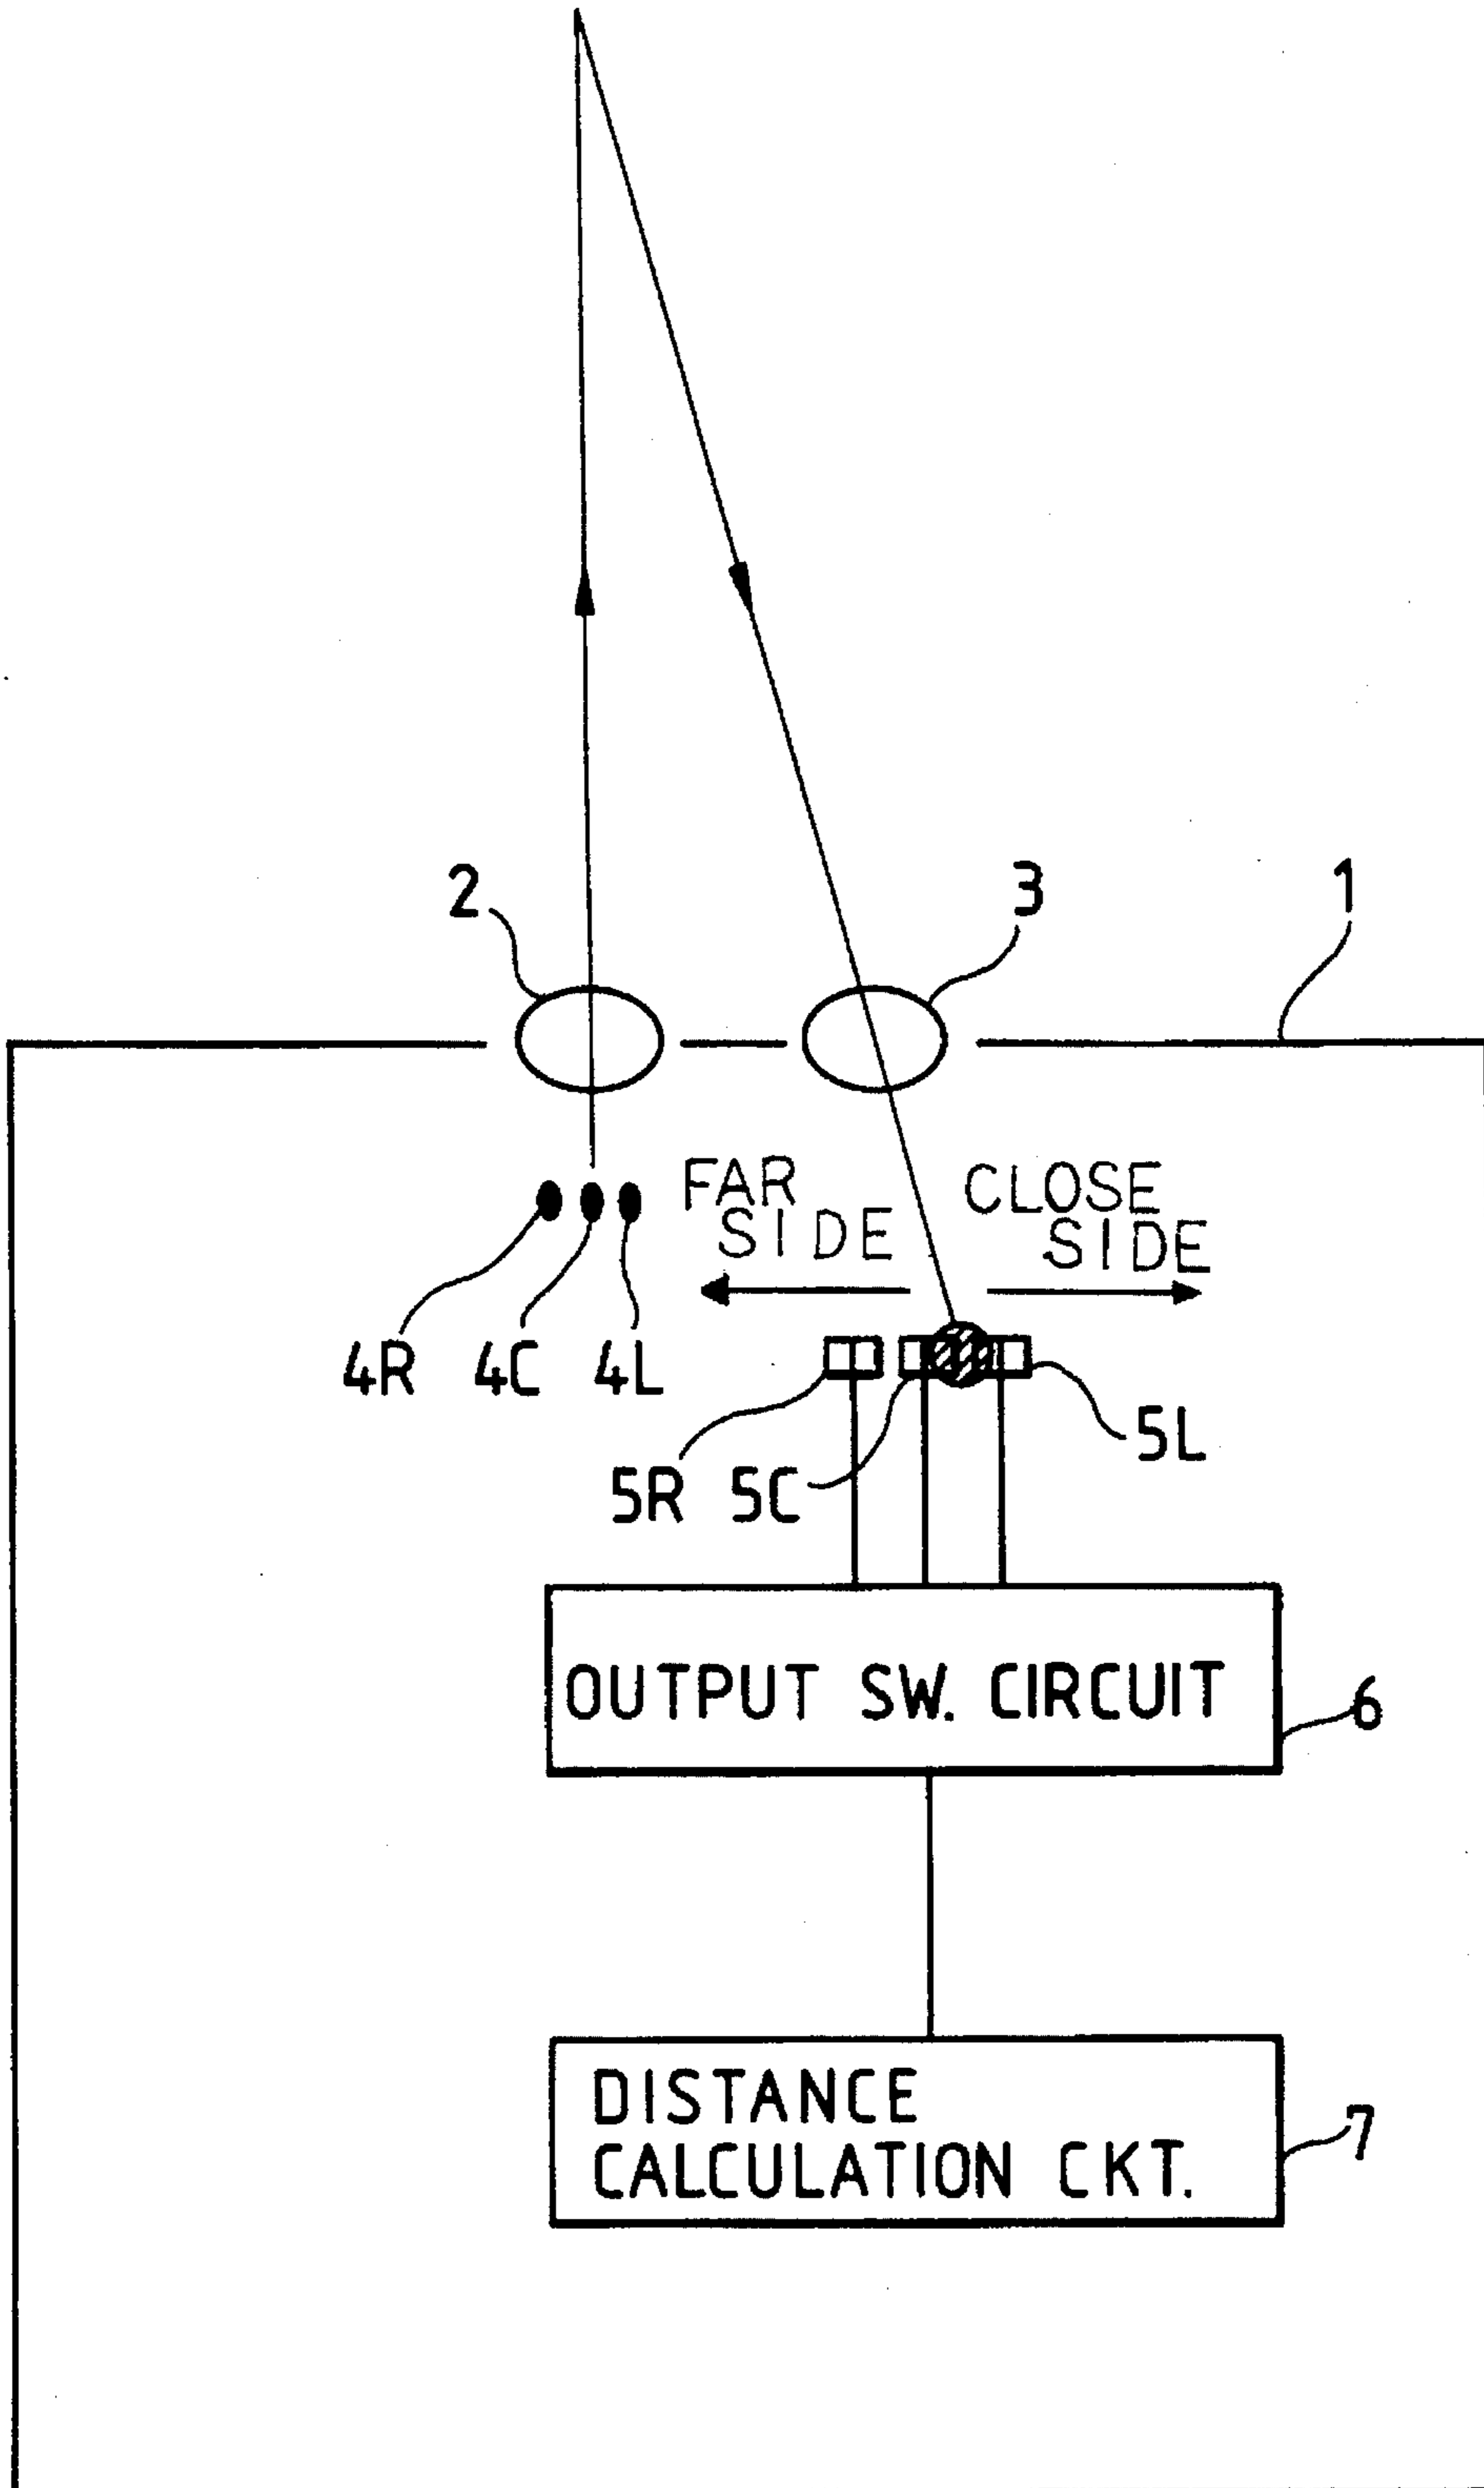 2
3
1
FAR
SIDE
CLOSE
SIDE
4R 4C 4L
5L
5R 5C
OUTPUT SW. CIRCUIT
6
DISTANCE
CALCULATION CKT.
7